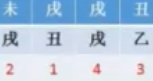 未 戌 戌 丑
戌 丑 戌 乙
2 1 4 3